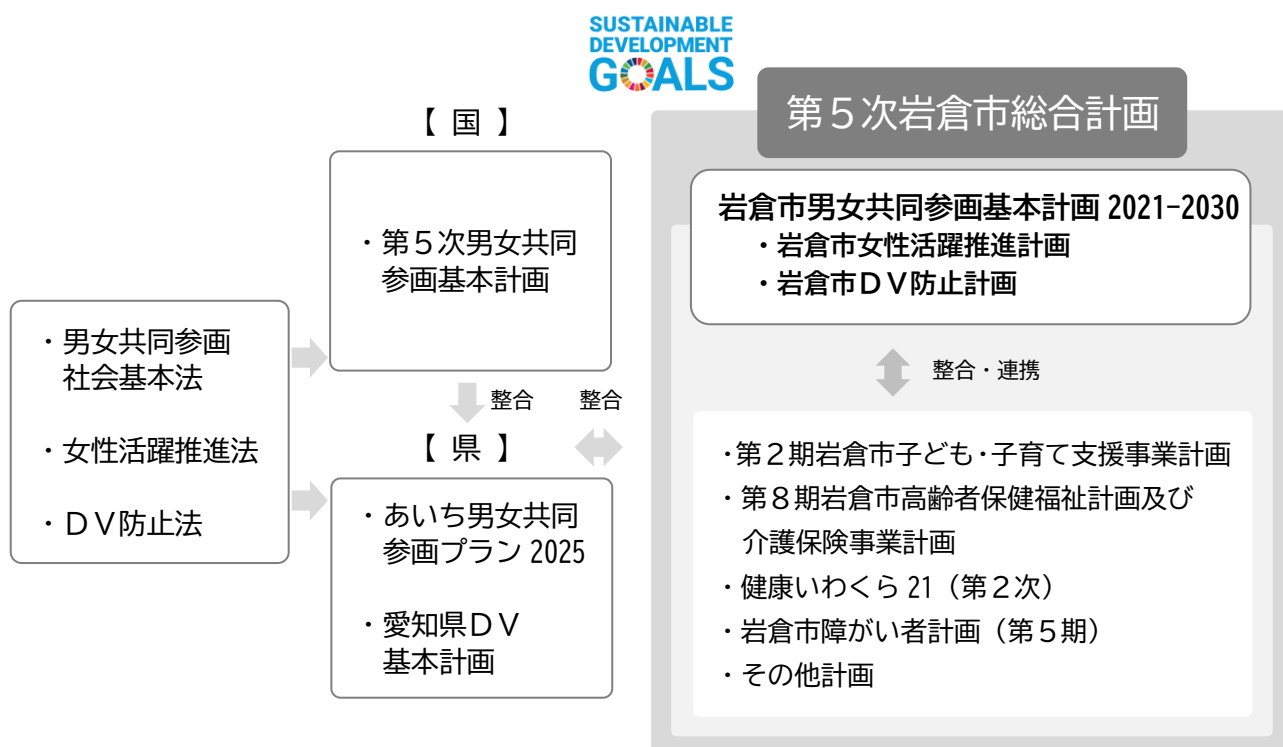 SUSTAINABLE
DEVELOPMENT
GOALS
【 国 】
・第５次男女共同
参画基本計画
・男女共同参画
社会基本法
・女性活躍推進法
・ＤＶ防止法
整合
整合
【 県 】
・あいち男女共同
参画プラン 2025
・愛知県ＤＶ
基本計画
第５次岩倉市総合計画
岩倉市男女共同参画基本計画 2021-2030
・岩倉市女性活躍推進計画
・岩倉市ＤＶ防止計画
整合・連携
・第２期岩倉市子ども・子育て支援事業計画
・第８期岩倉市高齢者保健福祉計画及び
介護保険事業計画
・健康いわくら 21（第２次）
・岩倉市障がい者計画（第５期）
・その他計画